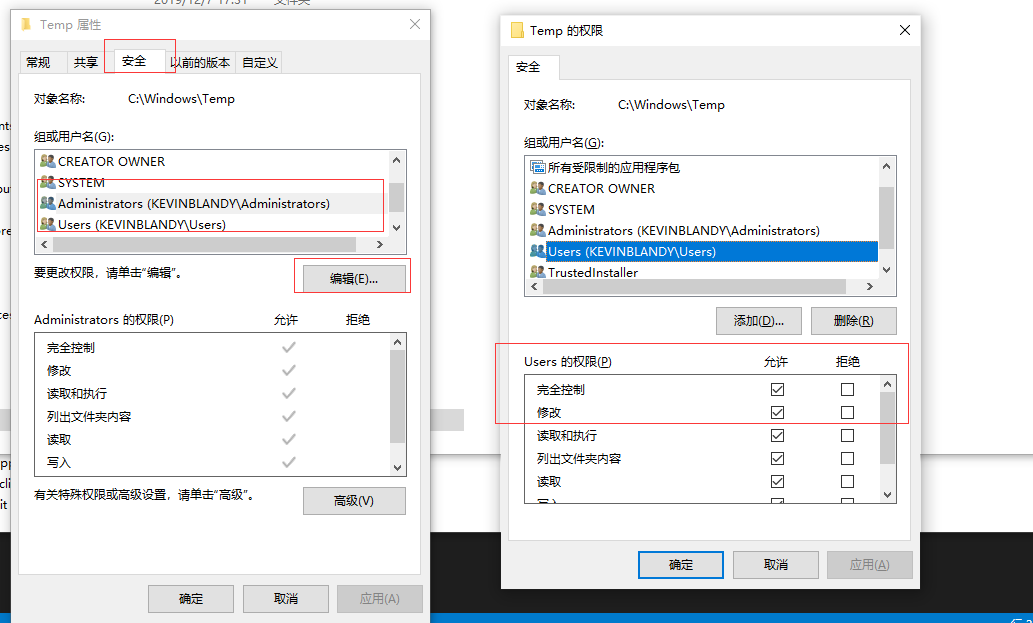 2019/12/7 17:31 文件夹
Temp 属性
常规 共享 安全 以前的版本 自定义
对象名称: C:\Windows\Temp
组或用户名(G):
CREATOR OWNER
SYSTEM
Administrators (KEVINBLANDY\Administrators)
Users (KEVINBLANDY\Users)
要更改权限，请单击"编辑"。
编辑(E)...
Administrators 的权限(P) 允许 拒绝
完全控制
修改
读取和执行
列出文件夹内容
读取
写入
有关特殊权限或高级设置，请单击"高级"。
高级(V)
确定 取消 应用(A)
Temp 的权限
安全
对象名称: C:\Windows\Temp
组或用户名(G):
所有受限制的应用程序包
CREATOR OWNER
SYSTEM
Administrators (KEVINBLANDY\Administrators)
Users (KEVINBLANDY\Users)
TrustedInstaller
添加(D)... 删除(R)
Users 的权限(P) 允许 拒绝
完全控制
修改
读取和执行
列出文件夹内容
读取
写入
确定 取消 应用(A)